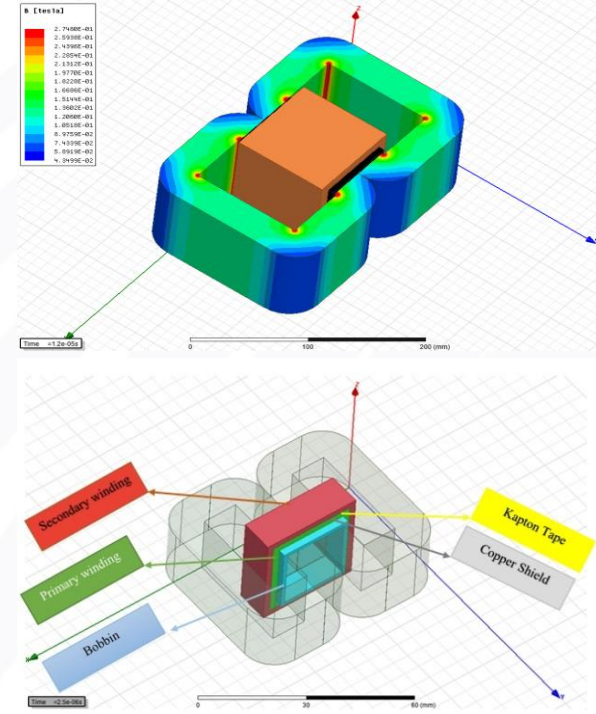 B [tesla]
2.7480E-01
2.5938E-01
2.4396E-01
2.2854E-01
2.1312E-01
1.9770E-01
1.8228E-01
1.6686E-01
1.5144E-01
1.3602E-01
1.2060E-01
1.0518E-01
8.9759E-02
7.4339E-02
5.8919E-02
4.3499E-02
Z
Time =1.2e-05s
0 100 200 (mm)
Z
Secondary winding
Kapton Tape
Copper Shield
Primary winding
Bobbin
Time =2.5e-06s
0 30 60 (mm)